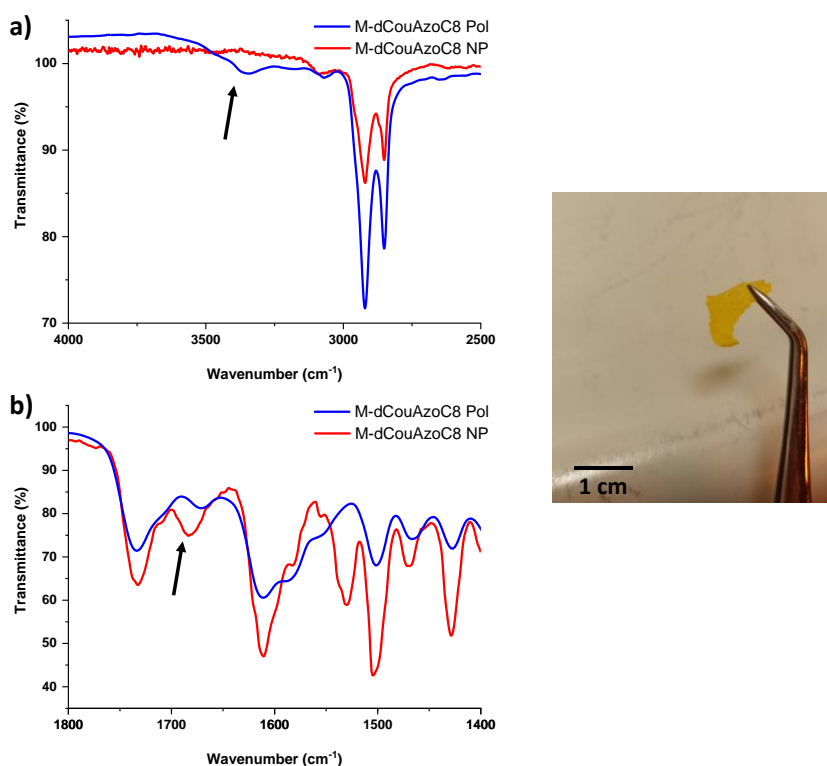 a)
M-dCouAzoC8 Pol
M-dCouAzoC8 NP
Transmittance (%)
100
90
80
70
4000
3500
3000
2500
Wavenumber (cm⁻¹)
b)
M-dCouAzoC8 Pol
M-dCouAzoC8 NP
Transmittance (%)
100
90
80
70
60
50
40
1800
1700
1600
1500
1400
Wavenumber (cm⁻¹)
1 cm